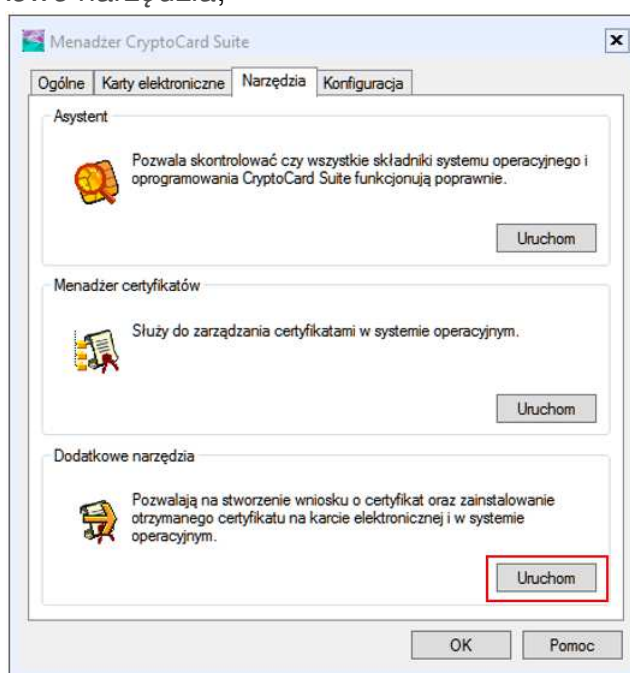 narzędzia,
Menadżer CryptoCard Suite
Ogólne Karty elektroniczne Narzędzia Konfiguracja
Asystent
Pozwala skontrolować czy wszystkie składniki systemu operacyjnego i
oprogramowania CryptoCard Suite funkcjonują poprawnie.
Uruchom
Menadżer certyfikatów
Służy do zarządzania certyfikatami w systemie operacyjnym.
Uruchom
Dodatkowe narzędzia
Pozwalają na stworzenie wniosku o certyfikat oraz zainstalowanie
otrzymanego certyfikatu na karcie elektronicznej i w systemie
operacyjnym.
Uruchom
OK Pomoc